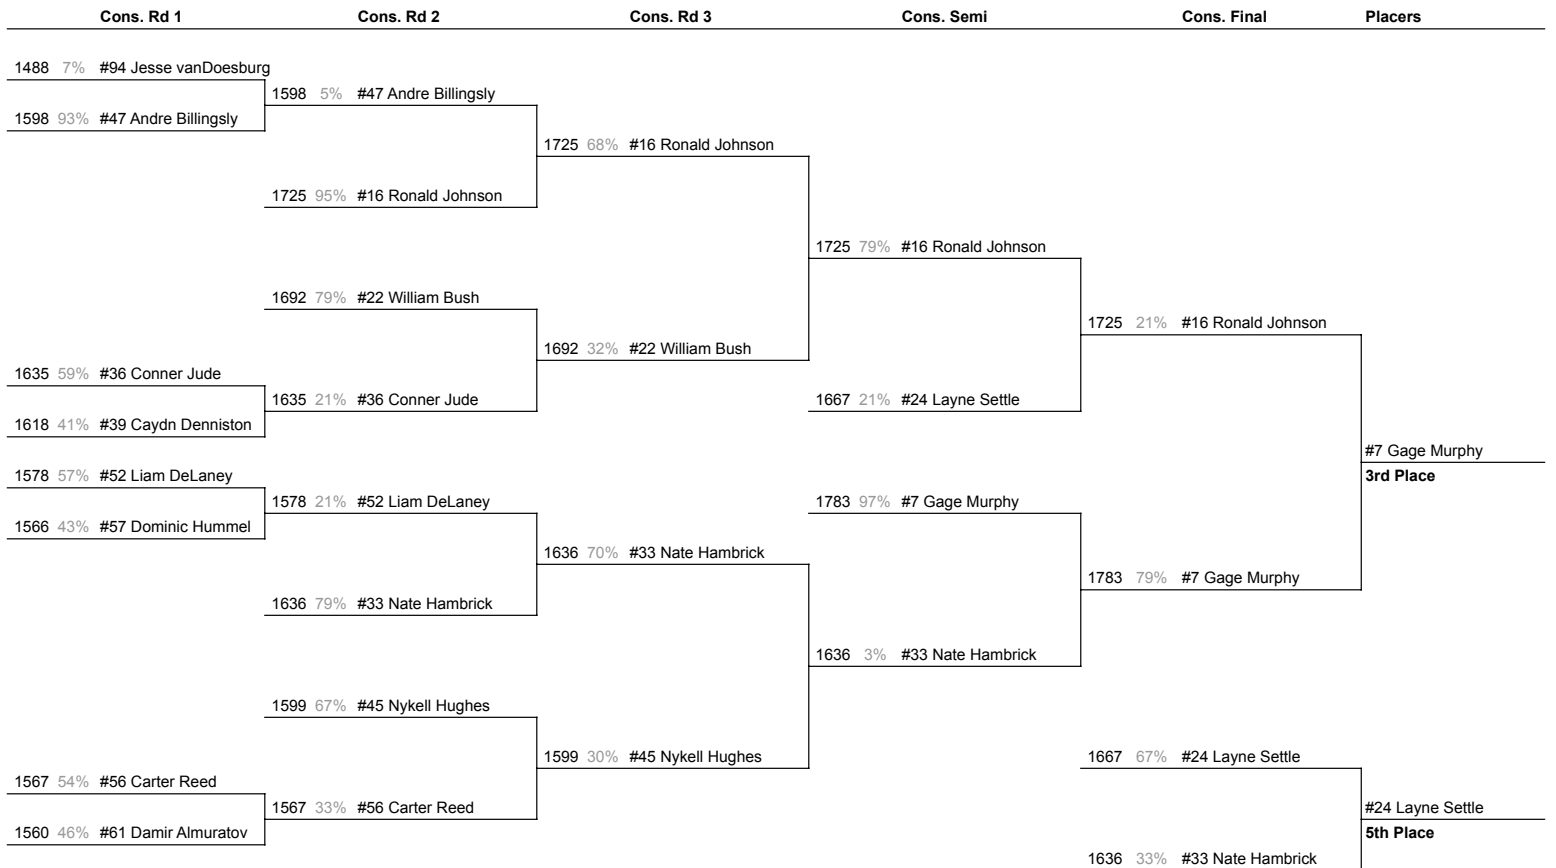 Cons. Rd 1 Cons. Rd 2 Cons. Rd 3 Cons. Semi Cons. Final Placers
1488 7% #94 Jesse vanDoesburg
1598 5% #47 Andre Billingsly
1598 93% #47 Andre Billingsly
1725 68% #16 Ronald Johnson
1725 95% #16 Ronald Johnson
1725 79% #16 Ronald Johnson
1692 79% #22 William Bush
1725 21% #16 Ronald Johnson
1692 32% #22 William Bush
1635 59% #36 Conner Jude
1635 21% #36 Conner Jude
1667 21% #24 Layne Settle
1618 41% #39 Caydn Denniston
#7 Gage Murphy
1578 57% #52 Liam DeLaney
3rd Place
1578 21% #52 Liam DeLaney
1783 97% #7 Gage Murphy
1566 43% #57 Dominic Hummel
1636 70% #33 Nate Hambrick
1783 79% #7 Gage Murphy
1636 79% #33 Nate Hambrick
1636 3% #33 Nate Hambrick
1599 67% #45 Nykell Hughes
1599 30% #45 Nykell Hughes
1667 67% #24 Layne Settle
1567 54% #56 Carter Reed
1567 33% #56 Carter Reed
#24 Layne Settle
1560 46% #61 Damir Almuratov
5th Place
1636 33% #33 Nate Hambrick